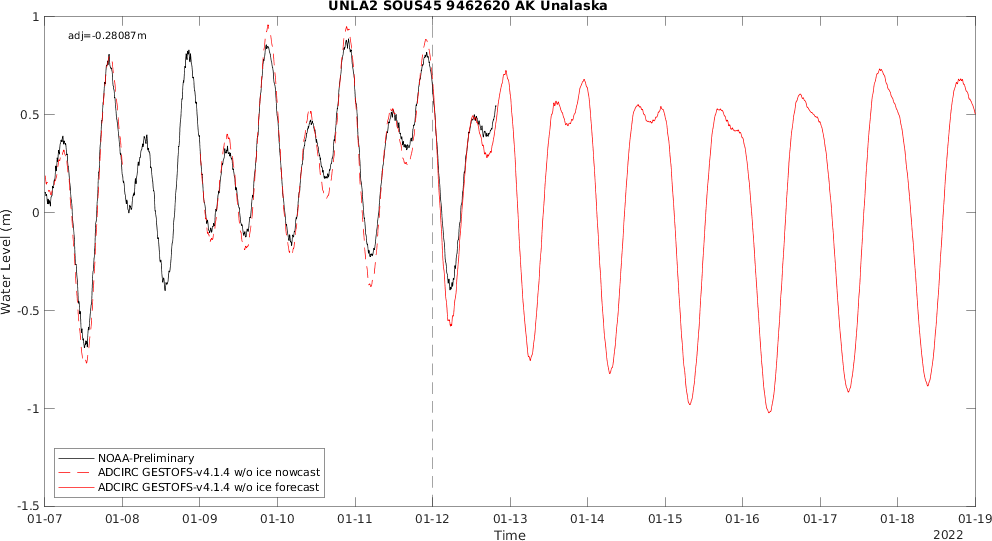 UNLA2 SOUS45 9462620 AK Unalaska
adj=-0.28087m
1
0.5
0
-0.5
-1
-1.5
Water Level (m)
NOAA-Preliminary
ADCIRC GESTOFS-v4.1.4 w/o ice nowcast
ADCIRC GESTOFS-v4.1.4 w/o ice forecast
01-07 01-08 01-09 01-10 01-11 01-12 01-13 01-14 01-15 01-16 01-17 01-18 01-19
Time
2022